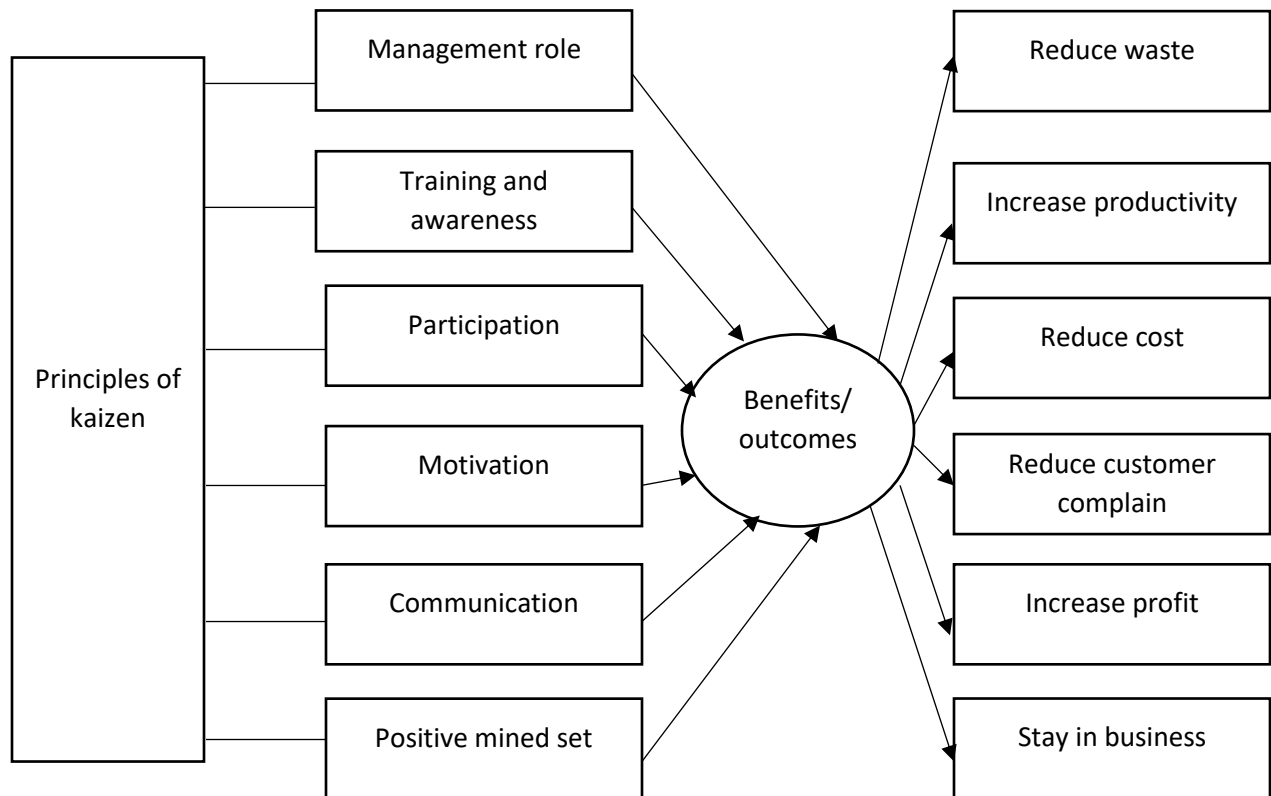 Principles of
kaizen
Management role
Training and
awareness
Participation
Motivation
Communication
Positive mined set
Benefits/
outcomes
Reduce waste
Increase productivity
Reduce cost
Reduce customer
complain
Increase profit
Stay in business